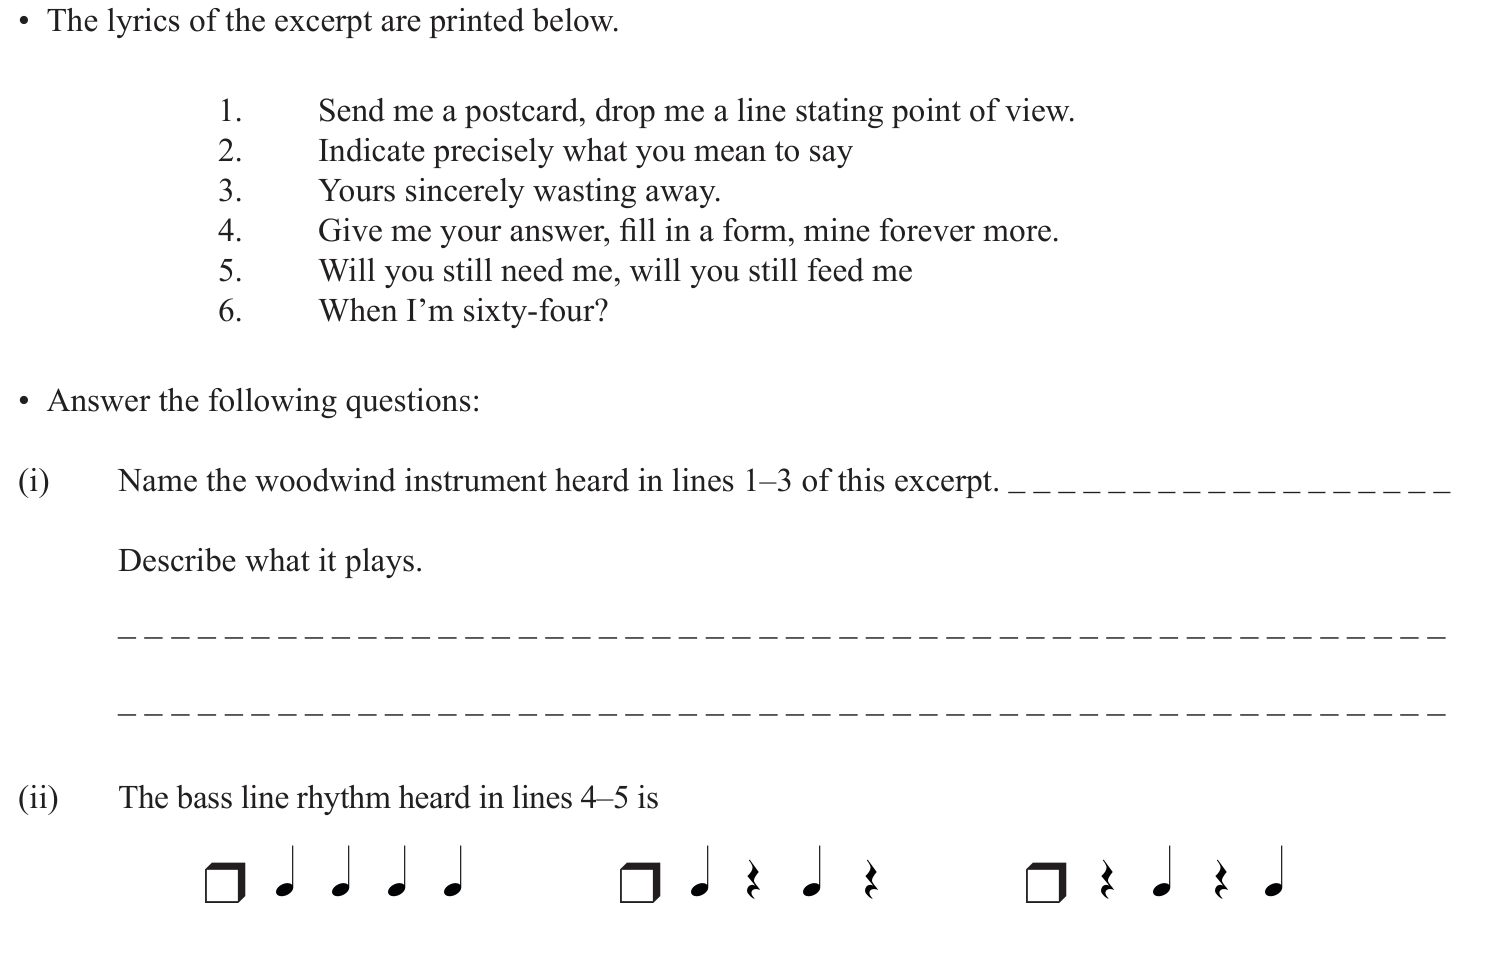 • The lyrics of the excerpt are printed below.
1. Send me a postcard, drop me a line stating point of view.
2. Indicate precisely what you mean to say
3. Yours sincerely wasting away.
4. Give me your answer, fill in a form, mine forever more.
5. Will you still need me, will you still feed me
6. When I’m sixty-four?
• Answer the following questions:
(i) Name the woodwind instrument heard in lines 1–3 of this excerpt. _ _ _ _ _ _ _ _ _ _ _ _ _ _ _ _ _ _
Describe what it plays.
(ii) The bass line rhythm heard in lines 4–5 is